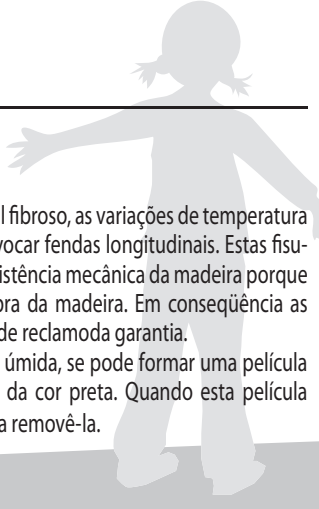 l fibroso, as variações de temperatura
vocar fendas longitudinais. Estas fisu-
istência mecânica da madeira porque
bra da madeira. Em conseqüência as
de reclamoda garantia.
úmida, se pode formar uma película
da cor preta. Quando esta película
a removê-la.